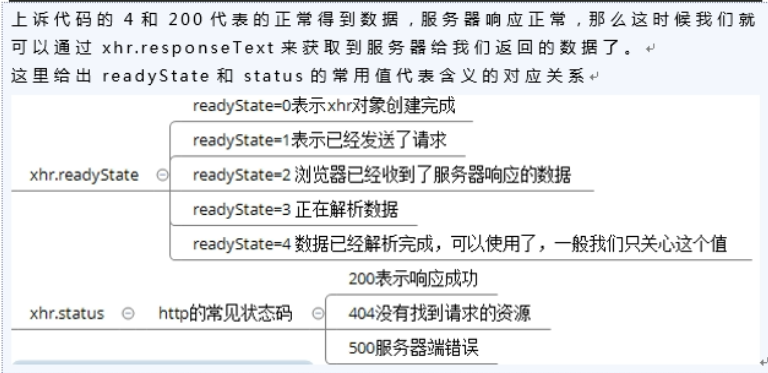 上诉代码的 4 和 200 代表的正常得到数据,服务器响应正常,那么这时候我们就
可以通过 xhr.responseText 来获取到服务器给我们返回的数据了。
这里给出 readyState 和 status 的常用值代表含义的对应关系
readyState=0表示xhr对象创建完成
readyState=1表示已经发送了请求
xhr.readyState
readyState=2 浏览器已经收到了服务器响应的数据
readyState=3 正在解析数据
readyState=4 数据已经解析完成，可以使用了，一般我们只关心这个值
200表示响应成功
xhr.status
http的常见状态码
404没有找到请求的资源
500服务器端错误